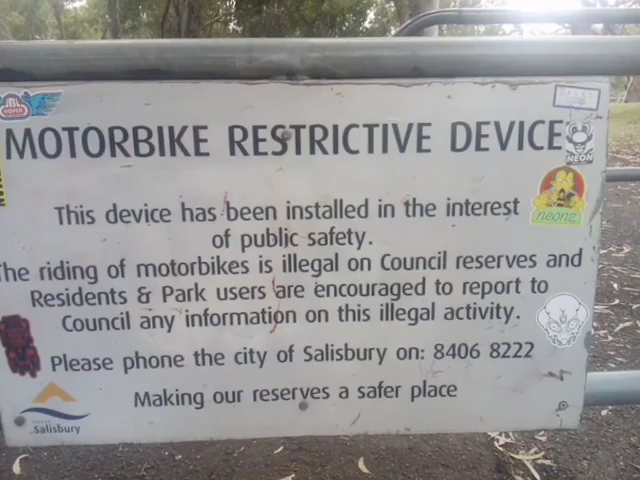 MOTORBIKE RESTRICTIVE DEVICE
NEON
neonz
This device has been installed in the interest
of public safety.
The riding of motorbikes is illegal on Council reserves and
Residents & Park users are encouraged to report to
Council any information on this illegal activity.
Please phone the city of Salisbury on: 8406 8222
Making our reserves a safer place
Salisbury